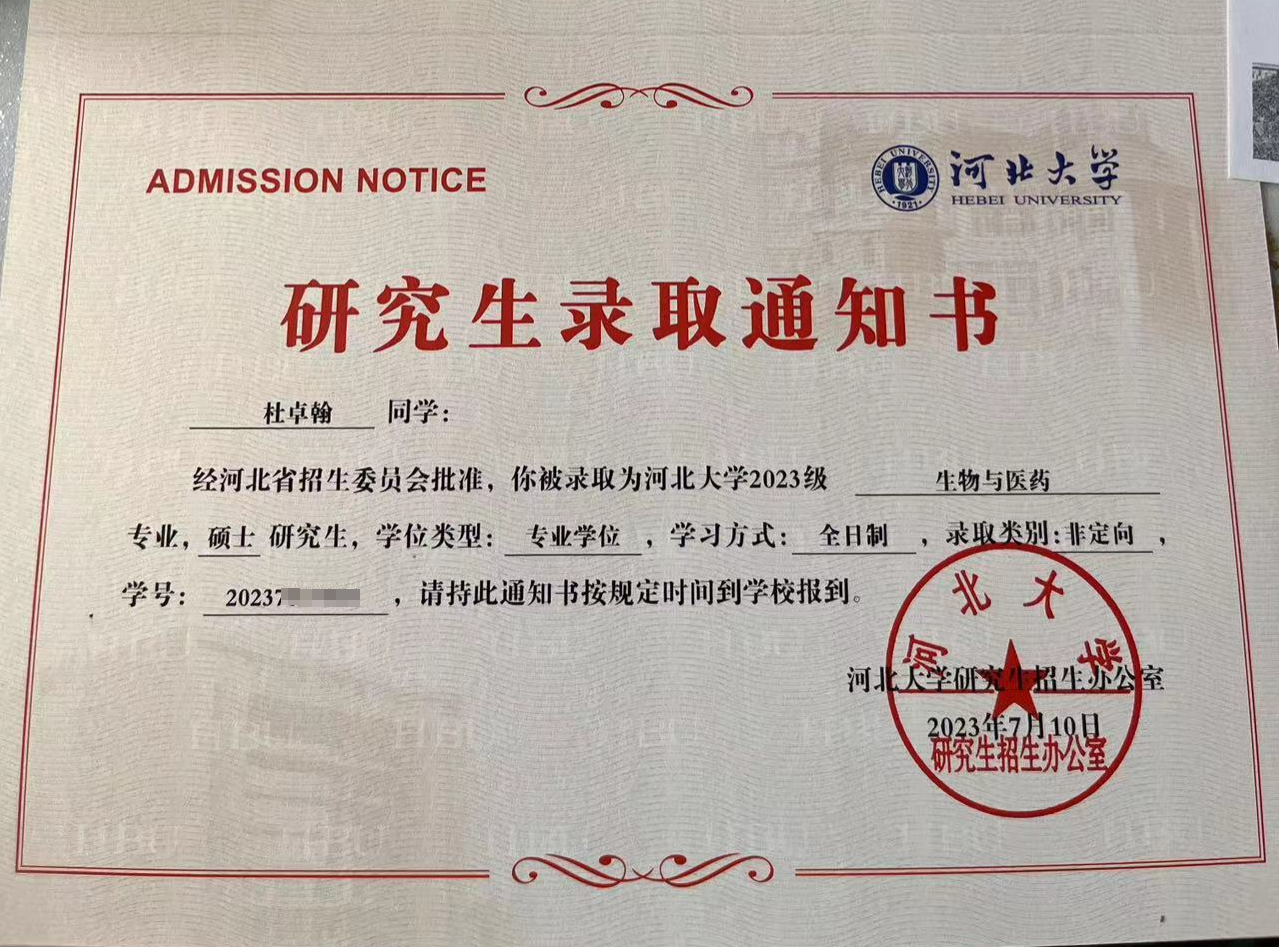 ADMISSION NOTICE
HEBEI UNIVERSITY
1921
河北大学
HEBEI UNIVERSITY
研究生录取通知书
杜卓翰 同学：
经河北省招生委员会批准，你被录取为河北大学2023级 生物与医药
专业，硕士 研究生，学位类型： 专业学位 ，学习方式： 全日制 ，录取类别：非定向 ，
学号： 20237 ，请持此通知书按规定时间到学校报到。
河北大学研究生招生办公室
2023年7月10日
河北大学
研究生招生办公室